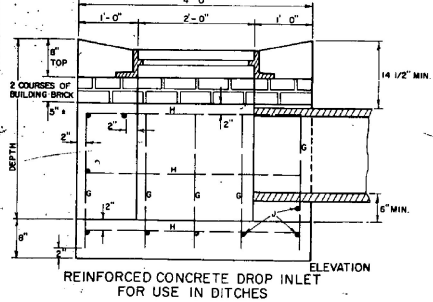 4'-0"
1'-0"
2'-0"
1' 0"
8"
TOP
14 1/2" MIN.
2 COURSES OF
BUILDING BRICK
5"
H
2"
2"
2"
DEPTH
H
G
G
G
G
G
J
6" MIN.
12"
H
8"
2"
ELEVATION
REINFORCED CONCRETE DROP INLET
FOR USE IN DITCHES